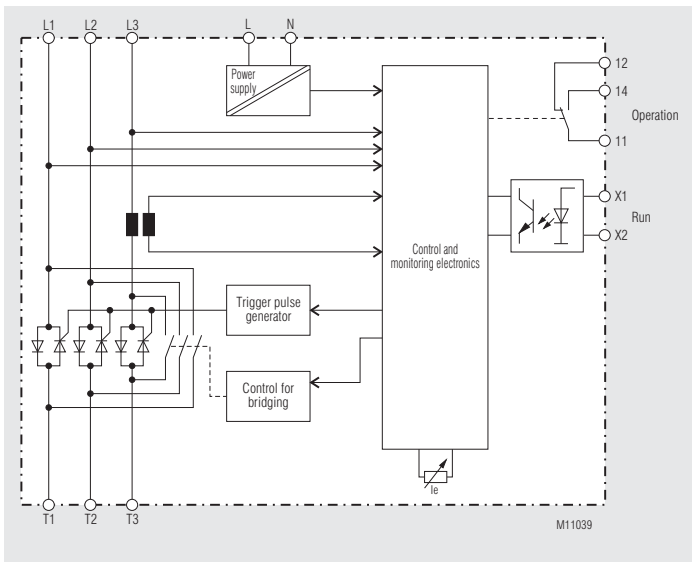 L1 L2 L3 L N
Power
supply
12
14
Operation
11
X1
Run
X2
Control and
monitoring electronics
Trigger pulse
generator
Control for
bridging
Ie
T1 T2 T3
M11039